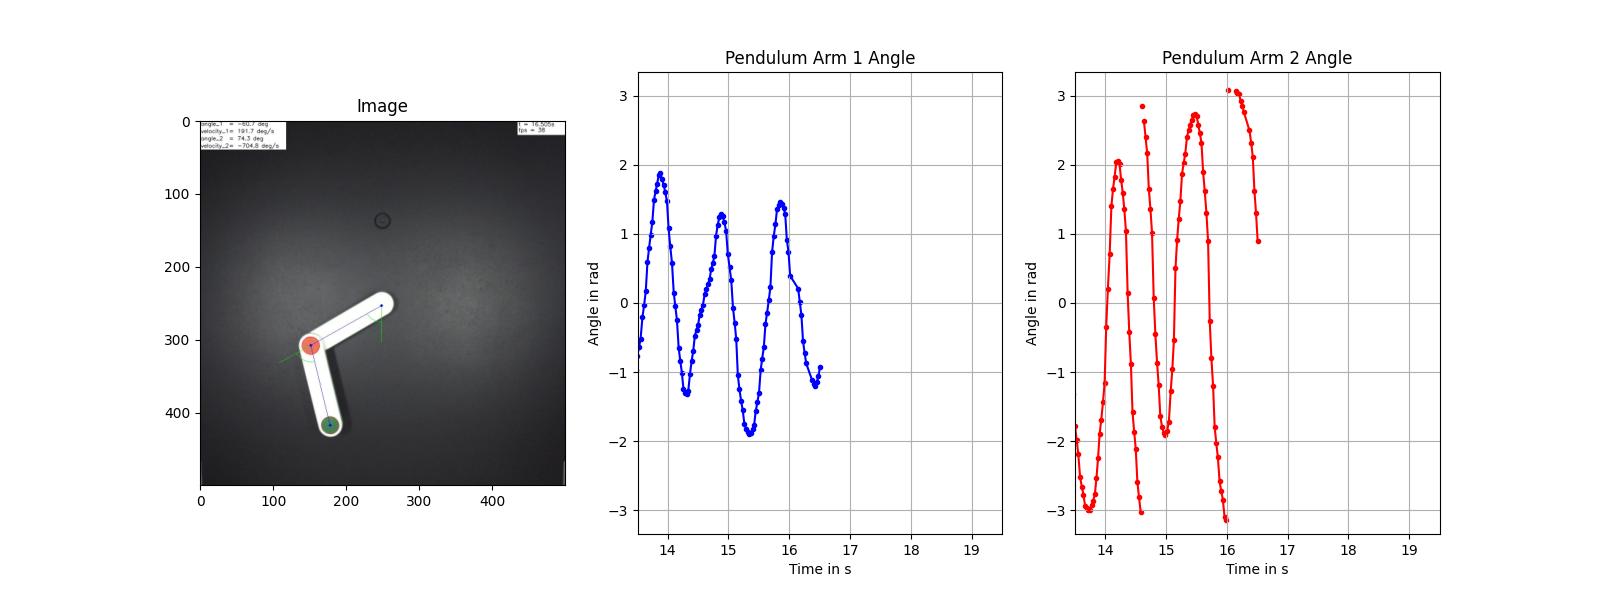 Image
angle_1 = -60.7 deg
velocity_1= 191.7 deg/s
angle_2 = 74.3 deg
velocity_2= -704.8 deg/s
t = 16.505s
fps = 38
0
100
200
300
400
0 100 200 300 400
Pendulum Arm 1 Angle
Angle in rad
3
2
1
0
−1
−2
−3
14 15 16 17 18 19
Time in s
Pendulum Arm 2 Angle
Angle in rad
3
2
1
0
−1
−2
−3
14 15 16 17 18 19
Time in s